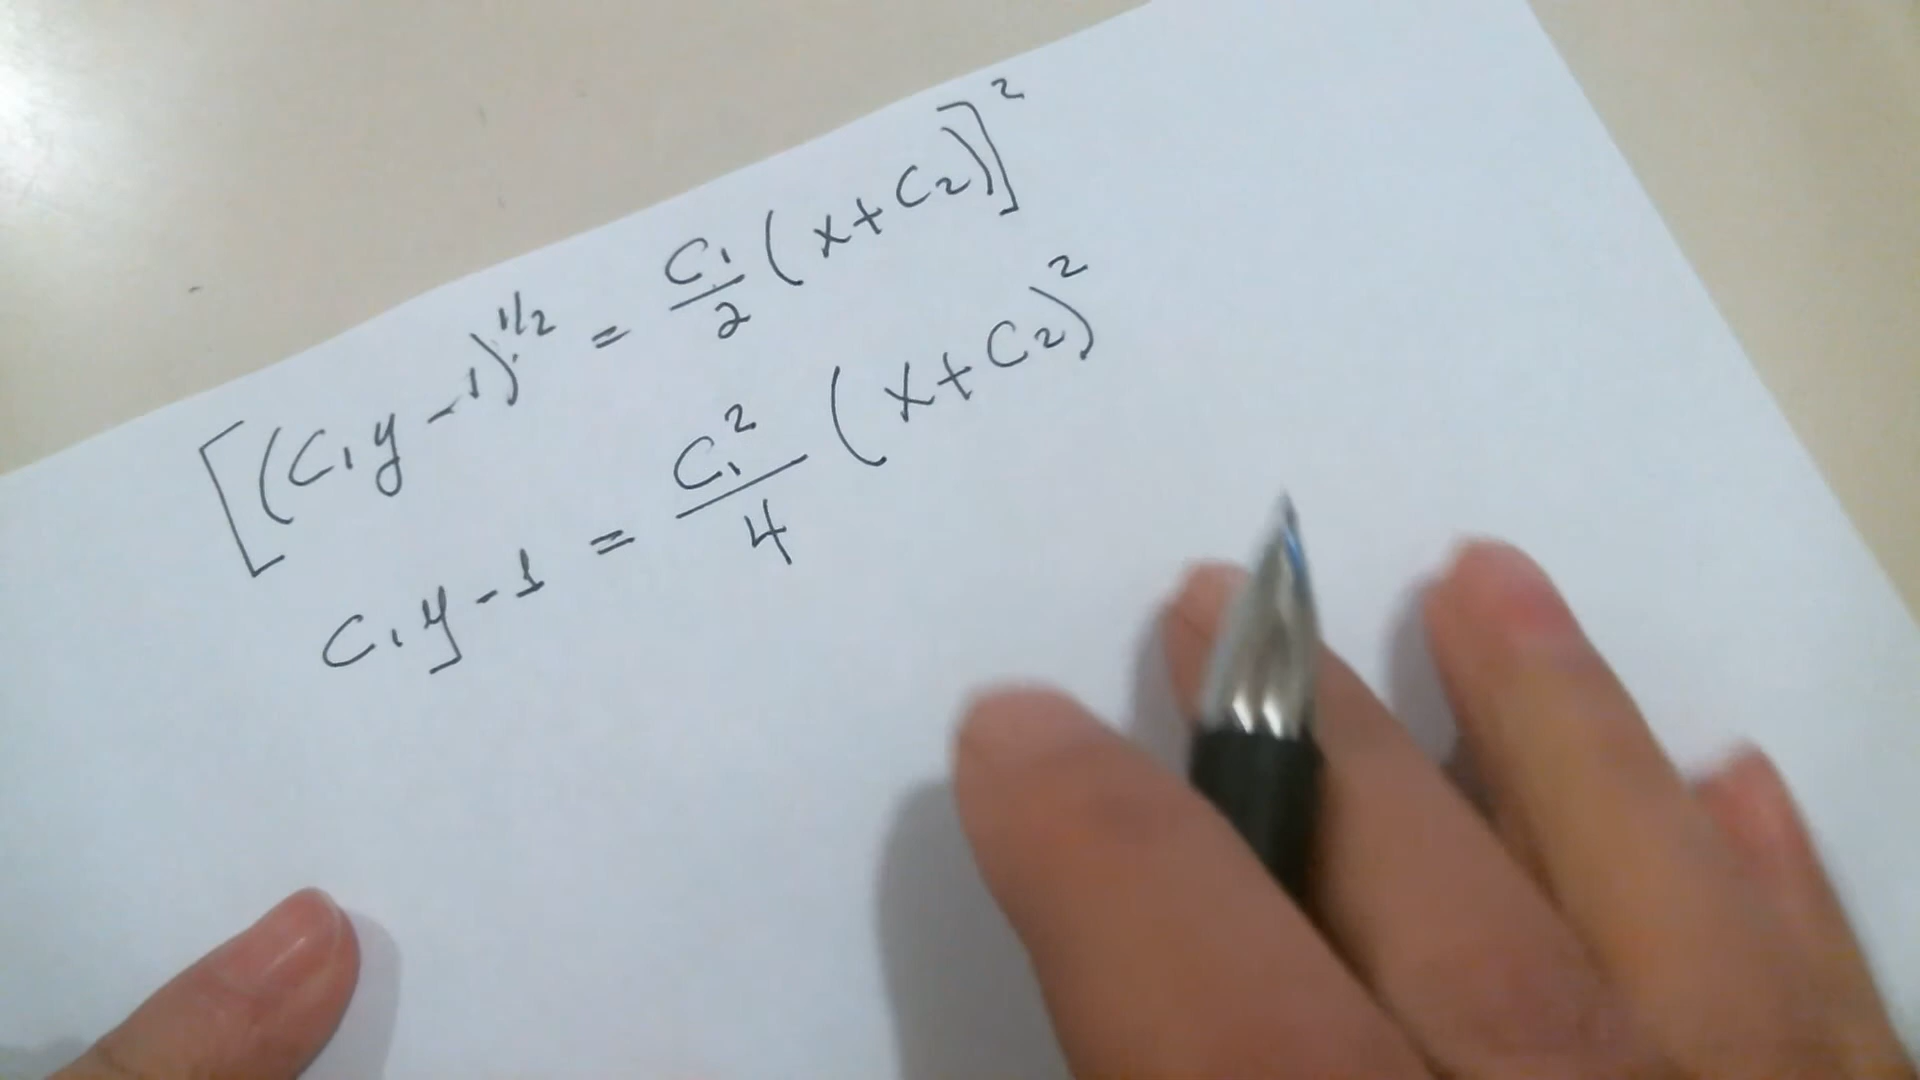 [(C₁y-1)^1/2 = C₁/2 (x+C₂)]²
C₁y-1 = C₁²/4 (x+C₂)²